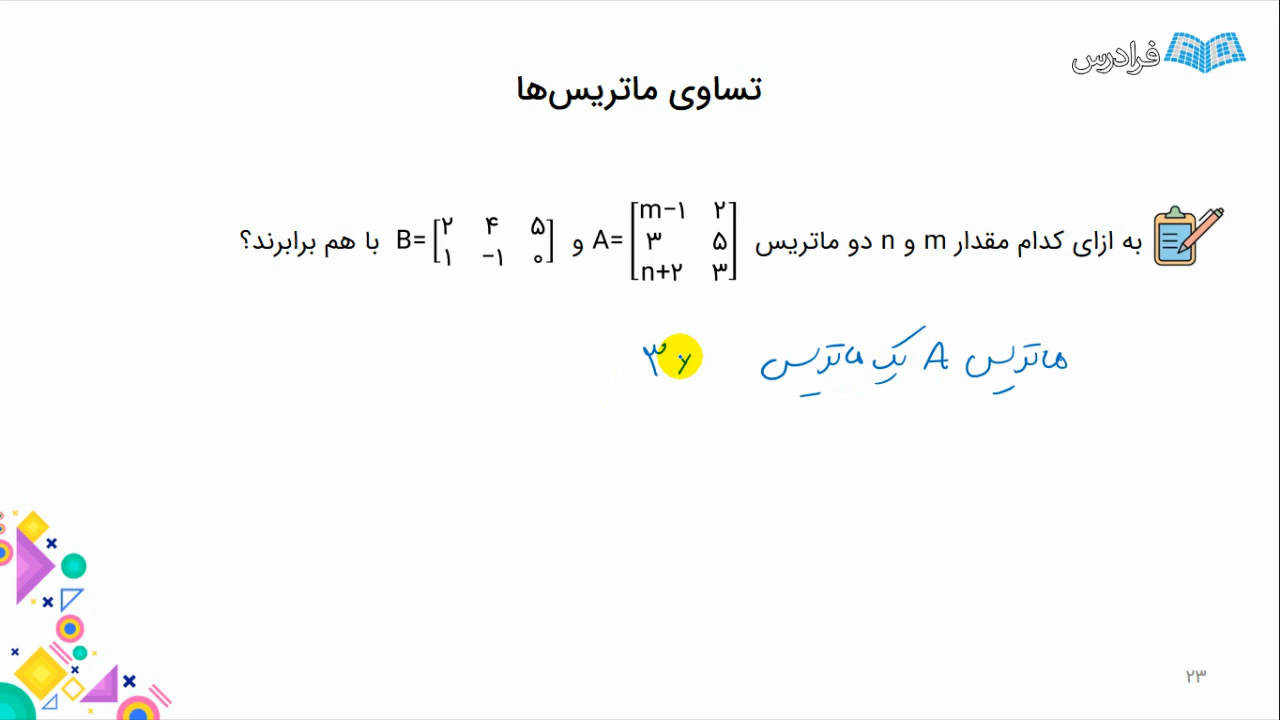 فرادرس
تساوی ماتریس‌ها
به ازای کدام مقدار m و n دو ماتریس A=[m−۱ ۲ ; ۳ ۵ ; n+۲ ۳] و B=[۲ ۴ ۵ ; ۱ −۱ ۰] با هم برابرند؟
ماتریس A یک ماتریس ۳ ×
۲۳